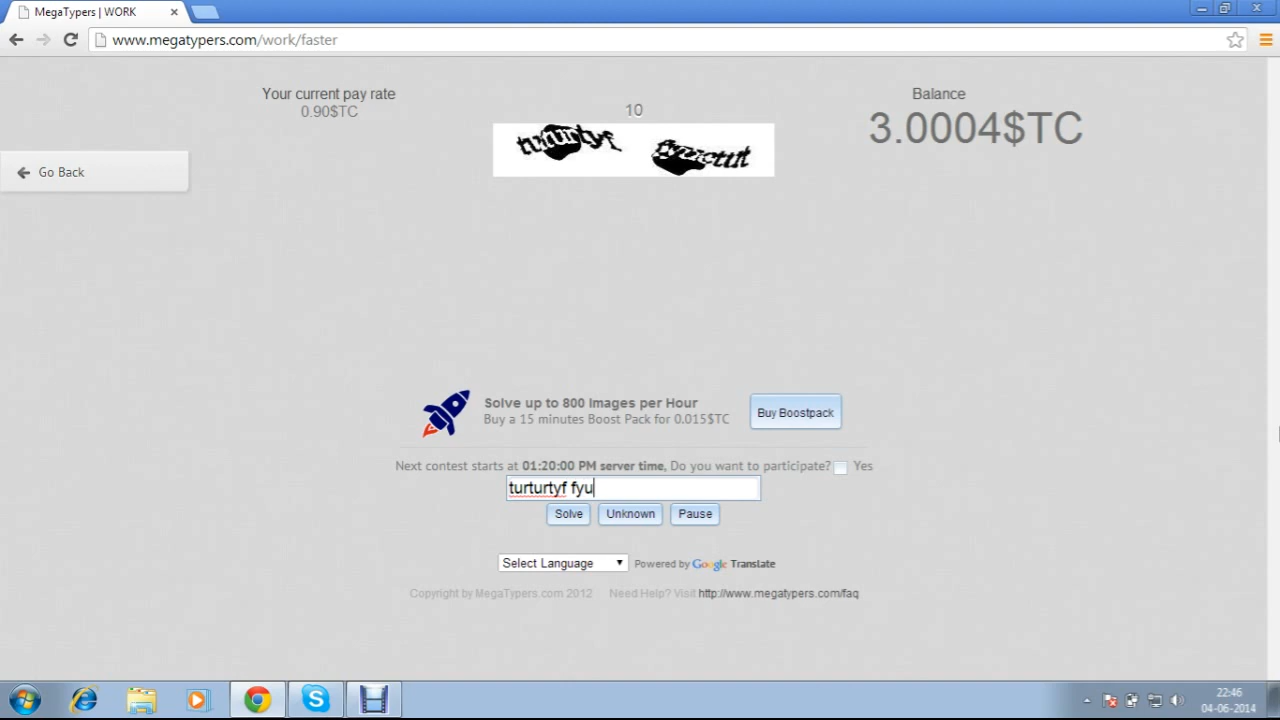 MegaTypers | WORK
www.megatypers.com/work/faster
Your current pay rate
0.90$TC
10
Balance
3.0004$TC
Go Back
Solve up to 800 Images per Hour
Buy a 15 minutes Boost Pack for 0.015$TC
Buy Boostpack
Next contest starts at 01:20:00 PM server time, Do you want to participate? Yes
turturtyf fyu
Solve Unknown Pause
Select Language Powered by Google Translate
Copyright by MegaTypers.com 2012 Need Help? Visit http://www.megatypers.com/faq
22:46
04-06-2014